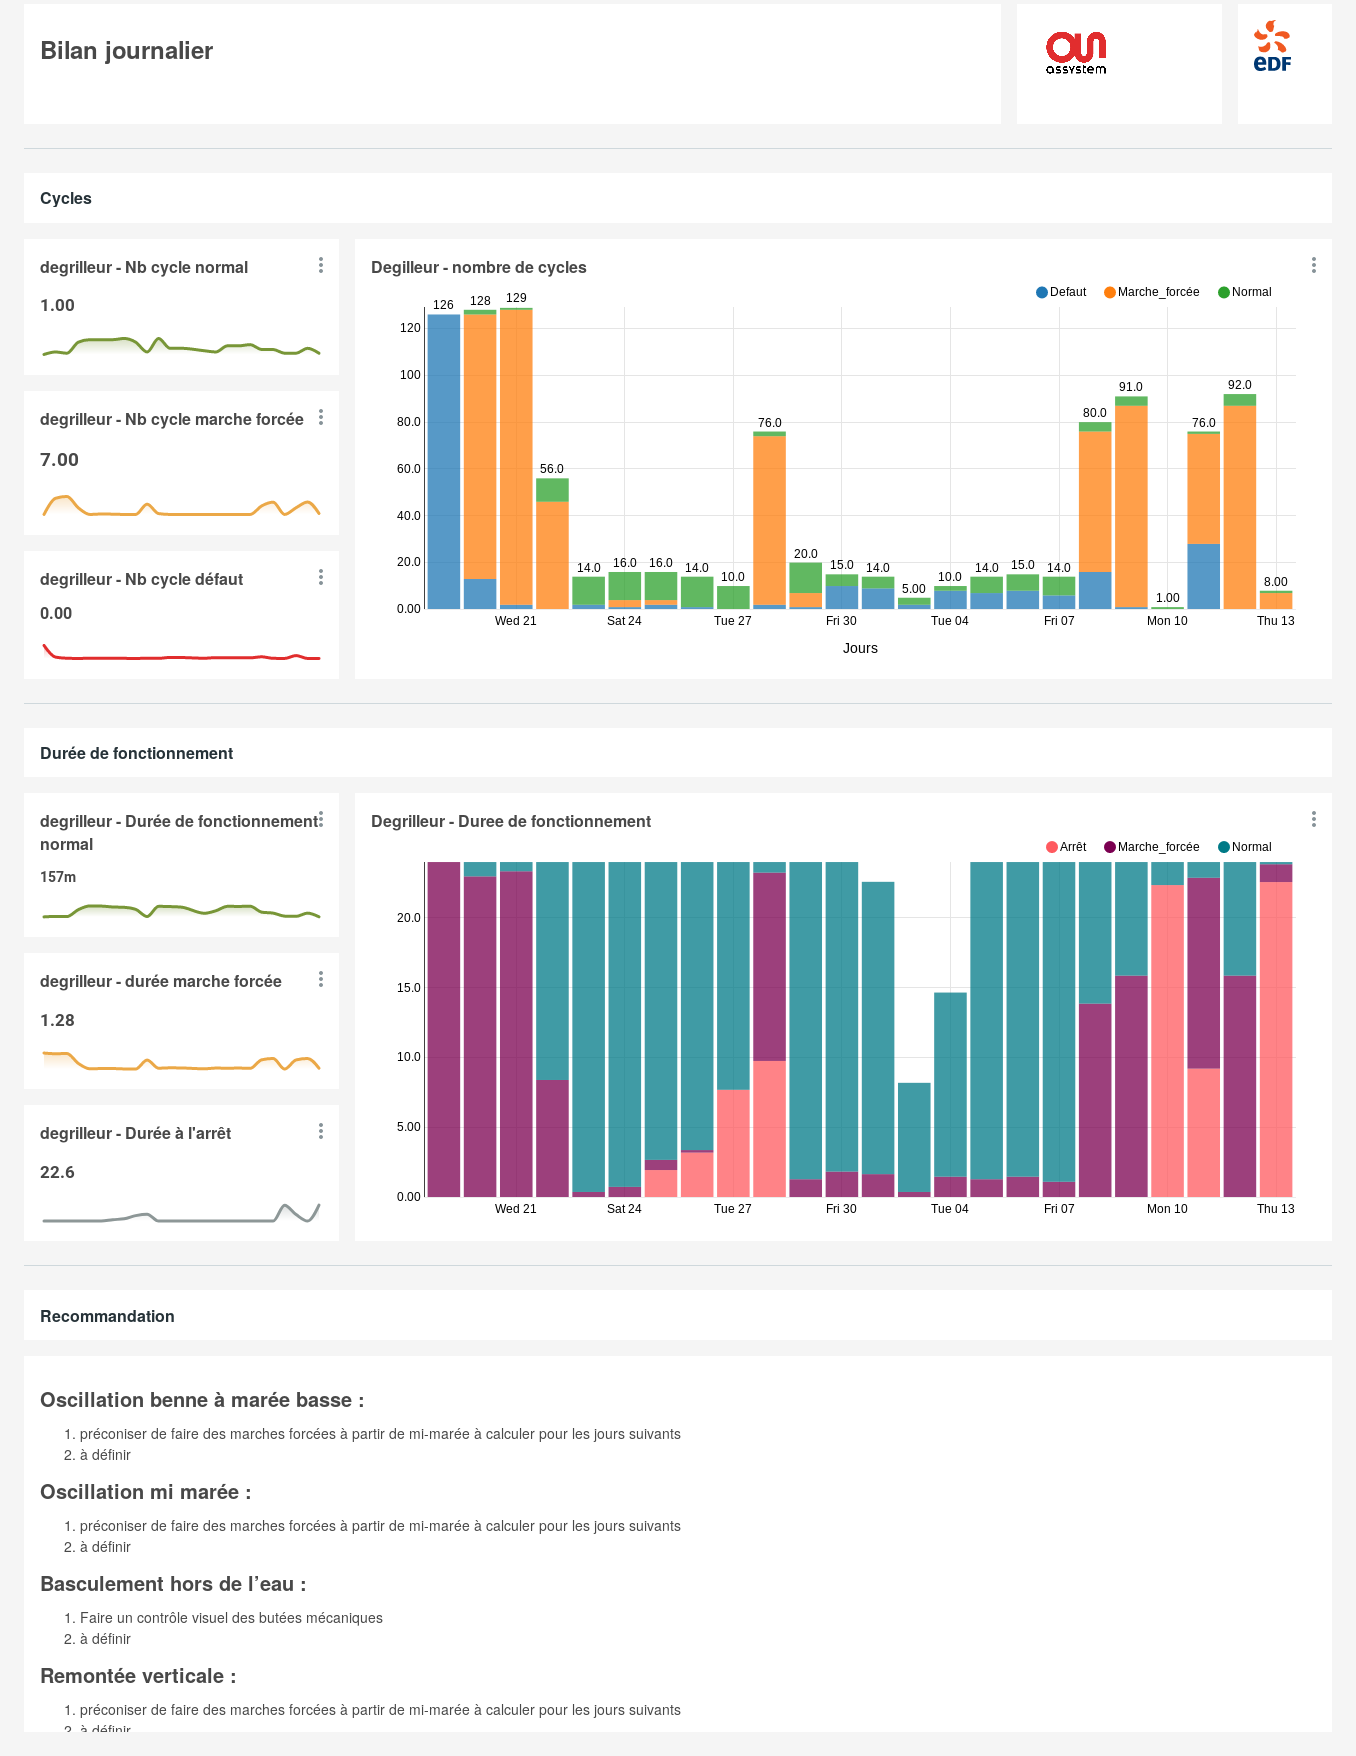 Bilan journalier
assystem
eDF
Cycles
degrilleur - Nb cycle normal
1.00
degrilleur - Nb cycle marche forcée
7.00
degrilleur - Nb cycle défaut
0.00
Degilleur - nombre de cycles
Defaut Marche_forcée Normal
126 128 129 56.0 14.0 16.0 16.0 14.0 10.0 76.0 20.0 15.0 14.0 5.00 10.0 14.0 15.0 14.0 80.0 91.0 1.00 76.0 92.0 8.00
120
100
80.0
60.0
40.0
20.0
0.00
Wed 21 Sat 24 Tue 27 Fri 30 Tue 04 Fri 07 Mon 10 Thu 13
Jours
Durée de fonctionnement
degrilleur - Durée de fonctionnement
normal
157m
degrilleur - durée marche forcée
1.28
degrilleur - Durée à l'arrêt
22.6
Degrilleur - Duree de fonctionnement
Arrêt Marche_forcée Normal
20.0
15.0
10.0
5.00
0.00
Wed 21 Sat 24 Tue 27 Fri 30 Tue 04 Fri 07 Mon 10 Thu 13
Recommandation
Oscillation benne à marée basse :
1. préconiser de faire des marches forcées à partir de mi-marée à calculer pour les jours suivants
2. à définir
Oscillation mi marée :
1. préconiser de faire des marches forcées à partir de mi-marée à calculer pour les jours suivants
2. à définir
Basculement hors de l’eau :
1. Faire un contrôle visuel des butées mécaniques
2. à définir
Remontée verticale :
1. préconiser de faire des marches forcées à partir de mi-marée à calculer pour les jours suivants
2. à définir